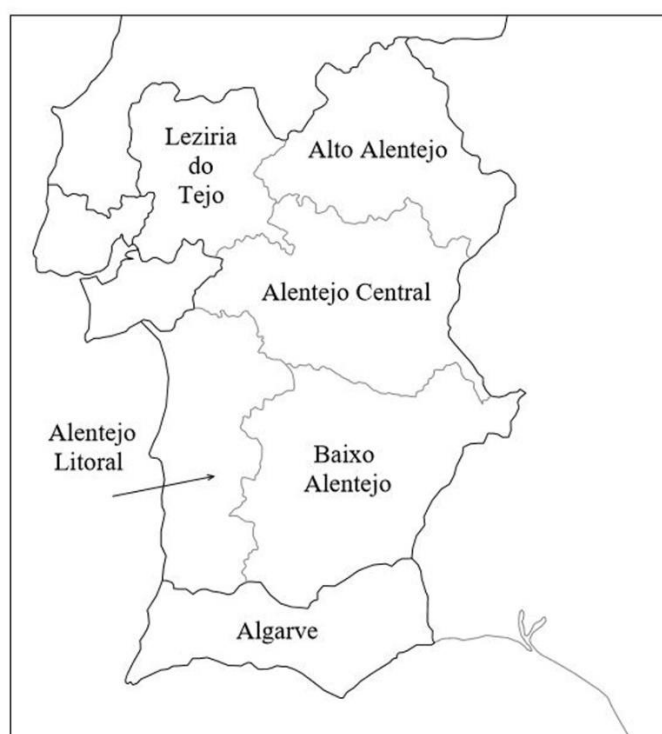 Leziria
do
Tejo
Alto Alentejo
Alentejo Central
Alentejo
Litoral
Baixo
Alentejo
Algarve